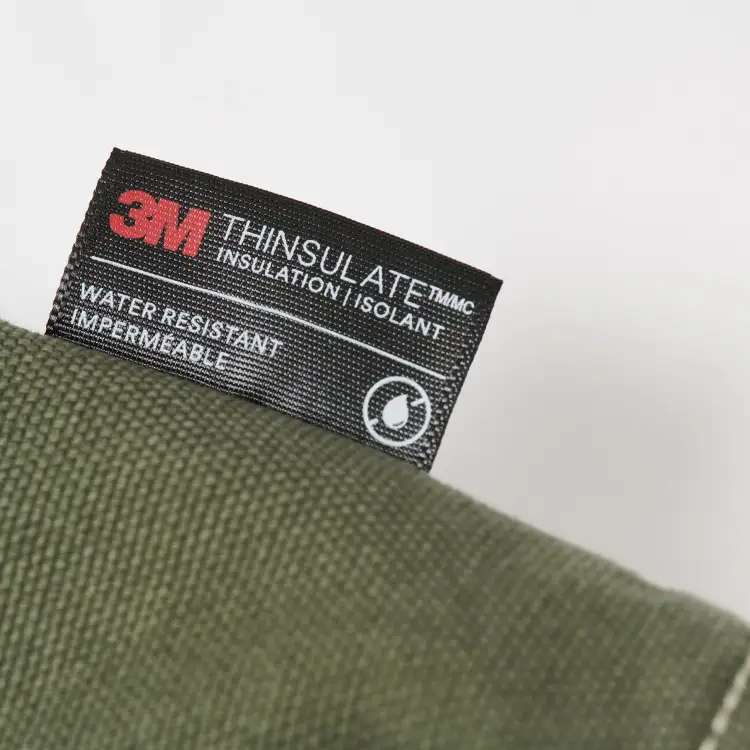 3M THINSULATE™/MC
INSULATION | ISOLANT
WATER RESISTANT
IMPERMEABLE